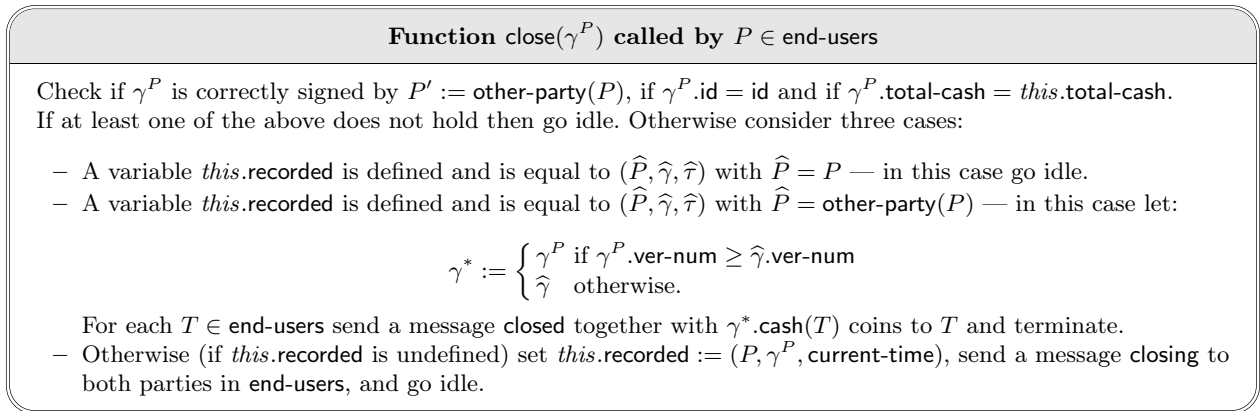 Function close(γ^P) called by P ∈ end-users
Check if γ^P is correctly signed by P′ := other-party(P), if γ^P.id = id and if γ^P.total-cash = this.total-cash.
If at least one of the above does not hold then go idle. Otherwise consider three cases:
– A variable this.recorded is defined and is equal to (P̂, γ̂, τ̂) with P̂ = P — in this case go idle.
– A variable this.recorded is defined and is equal to (P̂, γ̂, τ̂) with P̂ = other-party(P) — in this case let:
γ* := { γ^P if γ^P.ver-num ≥ γ̂.ver-num
γ̂ otherwise.
For each T ∈ end-users send a message closed together with γ*.cash(T) coins to T and terminate.
– Otherwise (if this.recorded is undefined) set this.recorded := (P, γ^P, current-time), send a message closing to
both parties in end-users, and go idle.